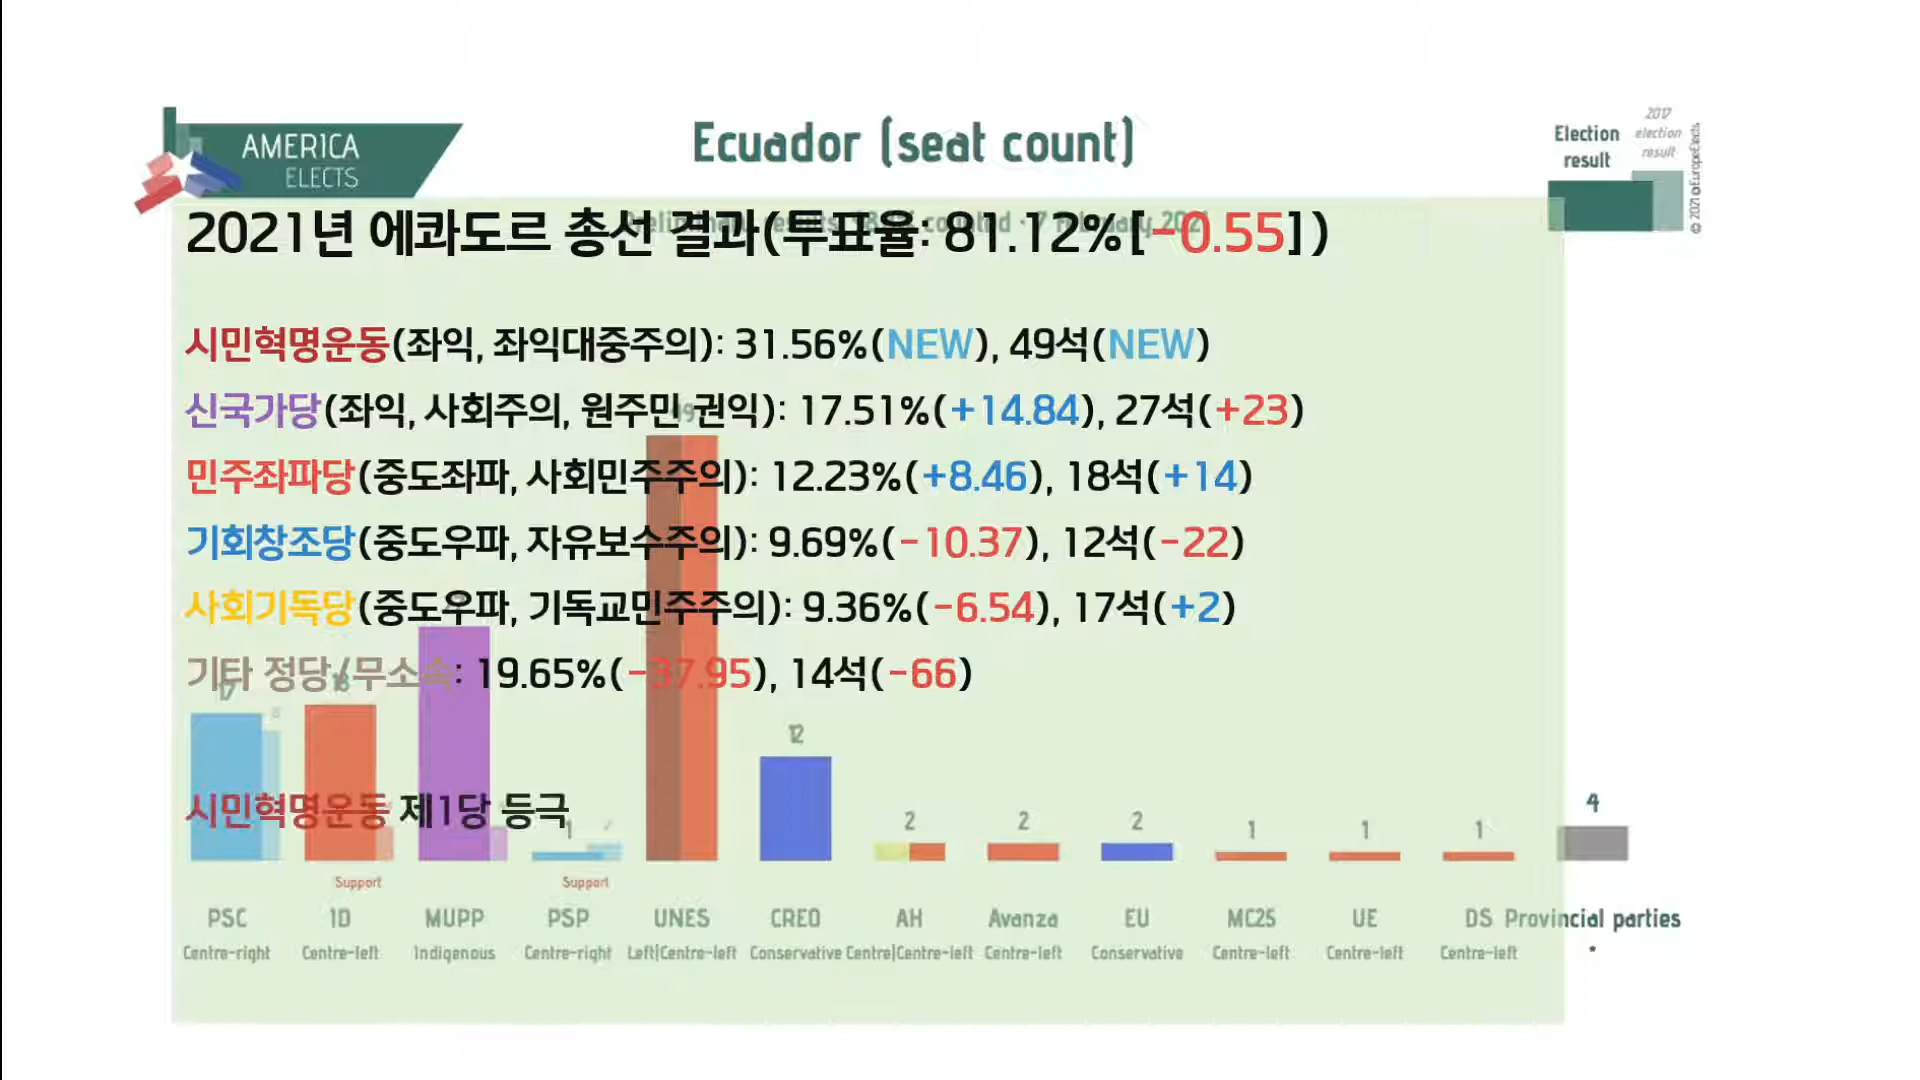 AMERICA
ELECTS
Ecuador (seat count)
Election
result
2017
election
result
© 2021 @EuropeElects
2021년 에콰도르 총선 결과(투표율: 81.12%[-0.55])
시민혁명운동(좌익, 좌익대중주의): 31.56%(NEW), 49석(NEW)
신국가당(좌익, 사회주의, 원주민 권익): 17.51%(+14.84), 27석(+23)
민주좌파당(중도좌파, 사회민주주의): 12.23%(+8.46), 18석(+14)
기회창조당(중도우파, 자유보수주의): 9.69%(-10.37), 12석(-22)
사회기독당(중도우파, 기독교민주주의): 9.36%(-6.54), 17석(+2)
기타 정당/무소속: 19.65%(-37.95), 14석(-66)
시민혁명운동 제1당 등극
17 18 49 1 2 12 2 2 2 1 1 1 4
Support Support
PSC ID MUPP PSP UNES CREO AH Avanza EU MC25 UE DS Provincial parties
Centre-right Centre-left Indigenous Centre-right Left|Centre-left Conservative Centre|Centre-left Centre-left Conservative Centre-left Centre-left Centre-left *